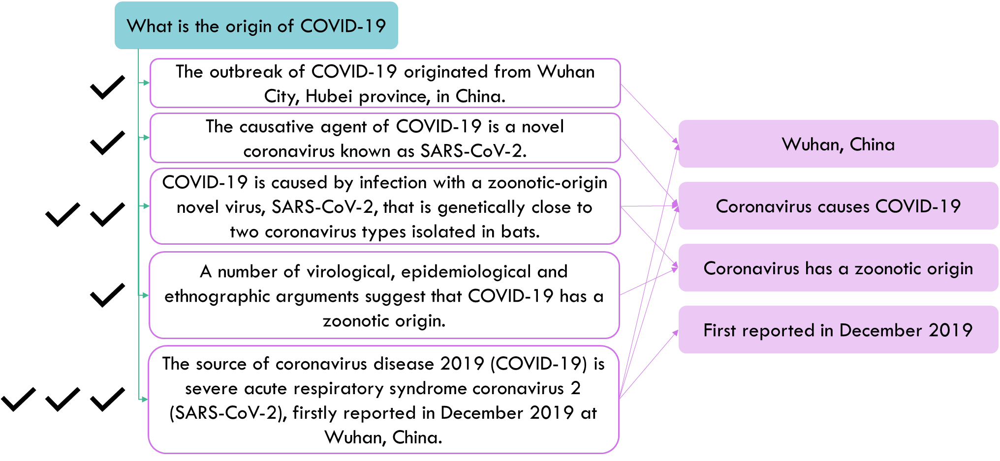 What is the origin of COVID-19
The outbreak of COVID-19 originated from Wuhan
City, Hubei province, in China.
The causative agent of COVID-19 is a novel
coronavirus known as SARS-CoV-2.
COVID-19 is caused by infection with a zoonotic-origin
novel virus, SARS-CoV-2, that is genetically close to
two coronavirus types isolated in bats.
A number of virological, epidemiological and
ethnographic arguments suggest that COVID-19 has a
zoonotic origin.
The source of coronavirus disease 2019 (COVID-19) is
severe acute respiratory syndrome coronavirus 2
(SARS-CoV-2), firstly reported in December 2019 at
Wuhan, China.
Wuhan, China
Coronavirus causes COVID-19
Coronavirus has a zoonotic origin
First reported in December 2019